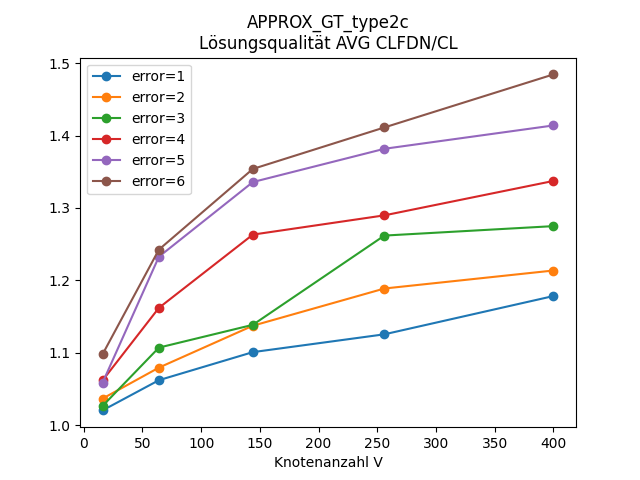 APPROX_GT_type2c
Lösungsqualität AVG CLFDN/CL
1.5
1.4
1.3
1.2
1.1
1.0
error=1
error=2
error=3
error=4
error=5
error=6
0 50 100 150 200 250 300 350 400
Knotenanzahl V